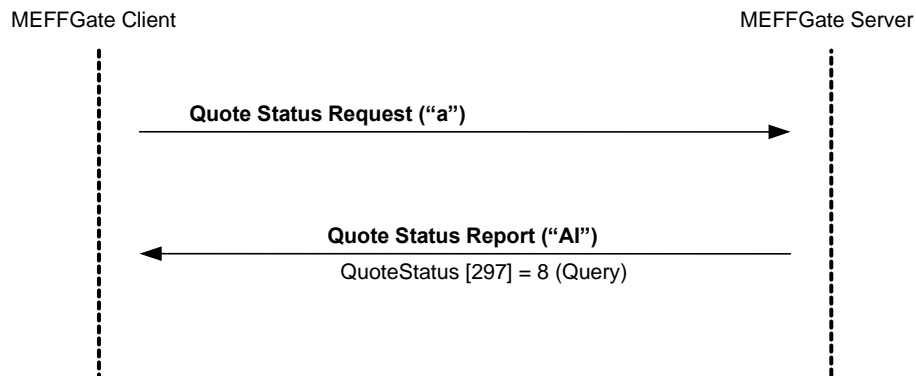 MEFFGate Client
MEFFGate Server
Quote Status Request (“a”)
Quote Status Report (“AI”)
QuoteStatus [297] = 8 (Query)